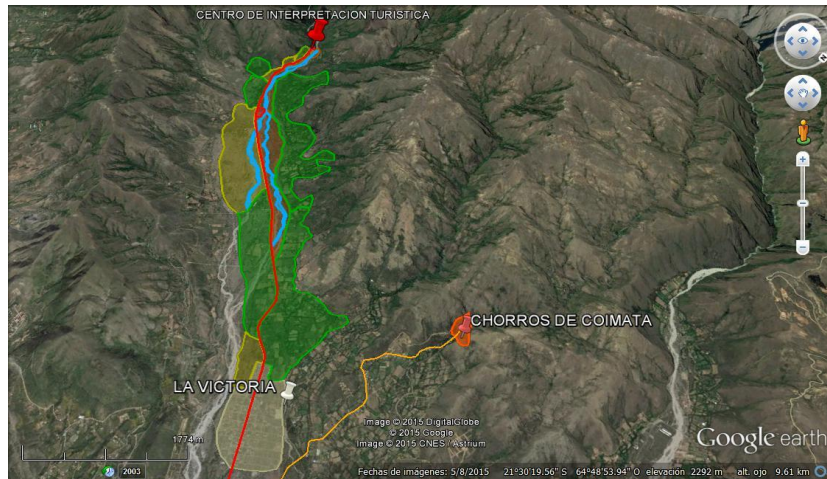 CENTRO DE INTERPRETACION TURISTICA
CHORROS DE COIMATA
LA VICTORIA
Image © 2015 DigitalGlobe
© 2015 Google
Image © 2015 CNES / Astrium
1774 m
Google earth
2003
Fechas de imágenes: 5/8/2015 21°30'19.56" S 64°48'53.94" O elevación 2292 m alt. ojo 9.61 km